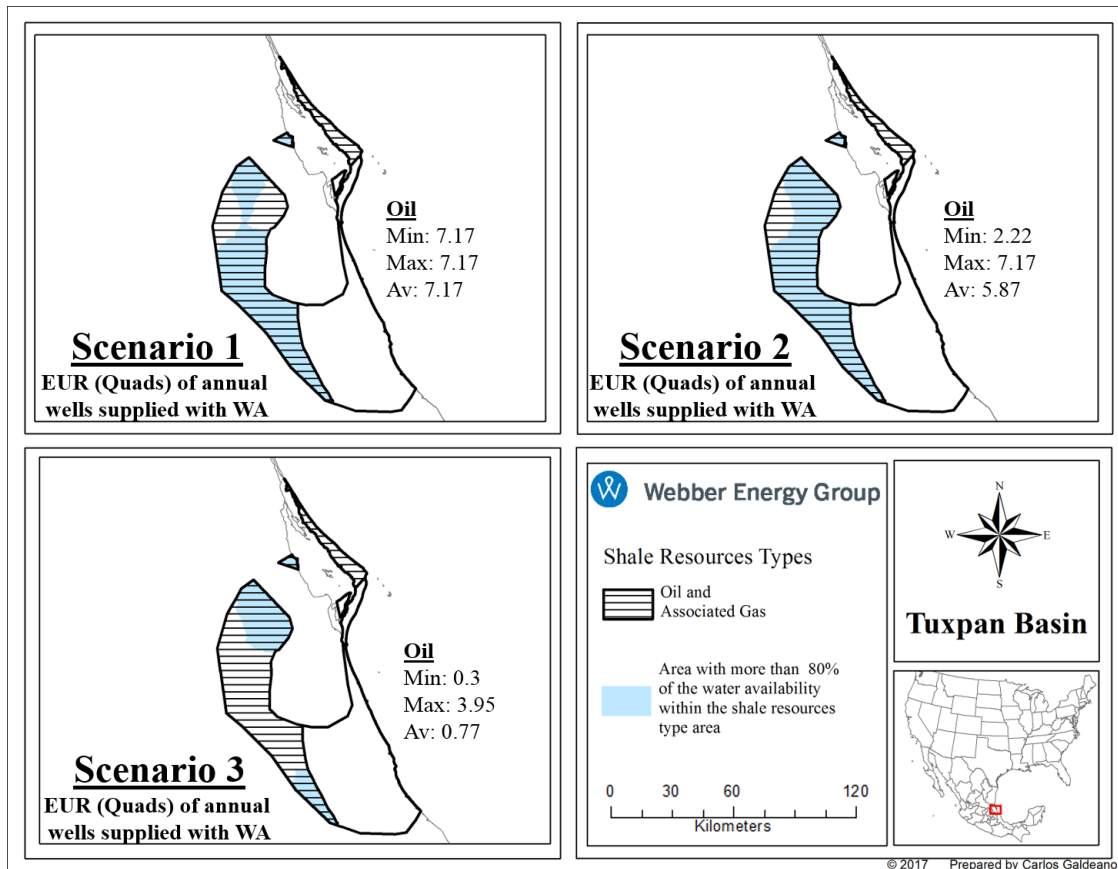 Oil
Min: 7.17
Max: 7.17
Av: 7.17
Scenario 1
EUR (Quads) of annual
wells supplied with WA
Oil
Min: 2.22
Max: 7.17
Av: 5.87
Scenario 2
EUR (Quads) of annual
wells supplied with WA
Oil
Min: 0.3
Max: 3.95
Av: 0.77
Scenario 3
EUR (Quads) of annual
wells supplied with WA
Webber Energy Group
Shale Resources Types
Oil and
Associated Gas
Area with more than 80%
of the water availability
within the shale resources
type area
0 30 60 120
Kilometers
N
W E
S
Tuxpan Basin
© 2017 Prepared by Carlos Galdeano